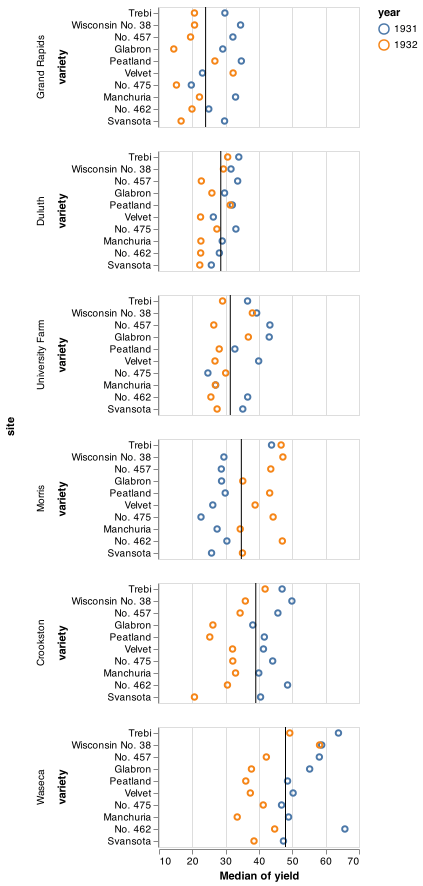 year
1931
1932
site
Grand Rapids
variety
Trebi
Wisconsin No. 38
No. 457
Glabron
Peatland
Velvet
No. 475
Manchuria
No. 462
Svansota
Duluth
variety
Trebi
Wisconsin No. 38
No. 457
Glabron
Peatland
Velvet
No. 475
Manchuria
No. 462
Svansota
University Farm
variety
Trebi
Wisconsin No. 38
No. 457
Glabron
Peatland
Velvet
No. 475
Manchuria
No. 462
Svansota
Morris
variety
Trebi
Wisconsin No. 38
No. 457
Glabron
Peatland
Velvet
No. 475
Manchuria
No. 462
Svansota
Crookston
variety
Trebi
Wisconsin No. 38
No. 457
Glabron
Peatland
Velvet
No. 475
Manchuria
No. 462
Svansota
Waseca
variety
Trebi
Wisconsin No. 38
No. 457
Glabron
Peatland
Velvet
No. 475
Manchuria
No. 462
Svansota
10 20 30 40 50 60 70
Median of yield